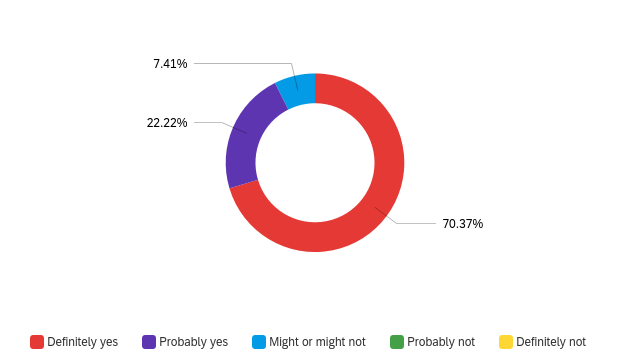 7.41%
22.22%
70.37%
Definitely yes Probably yes Might or might not Probably not Definitely not